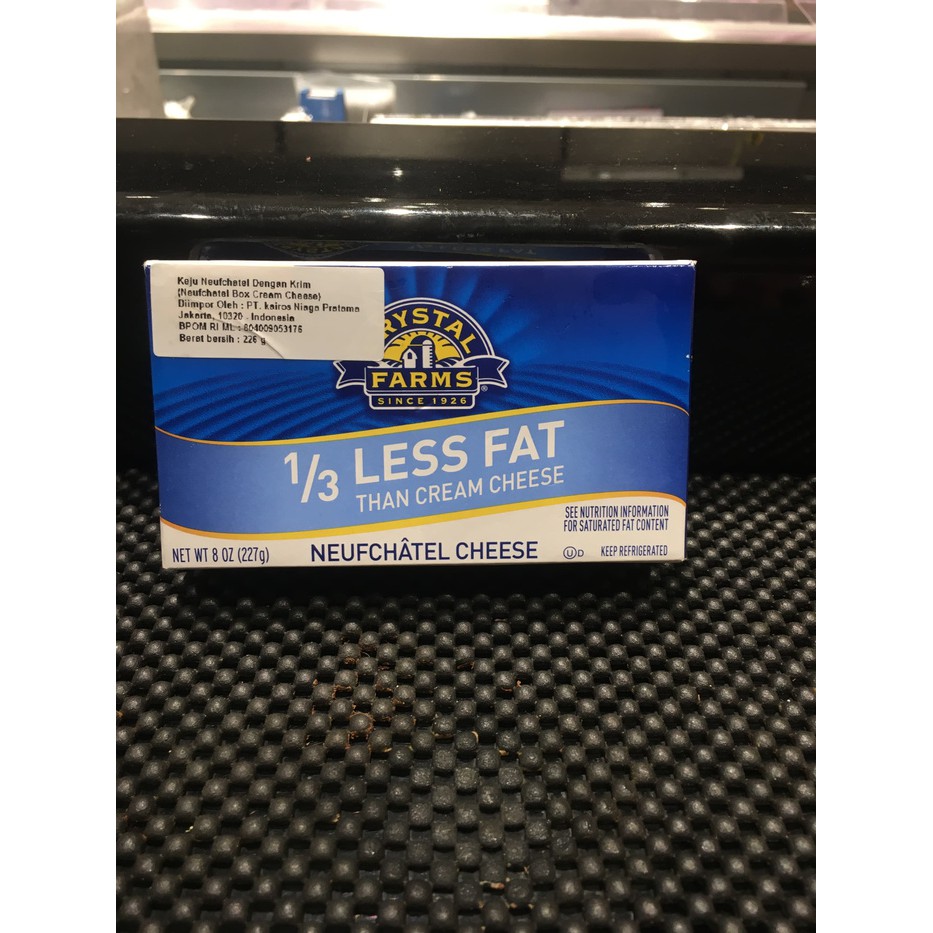 Keju Neufchatel Dengan Krim
(Neufchatel Box Cream Cheese)
Diimpor Oleh : PT. kairos Niaga Pratama
Jakarta, 10320 - Indonesia
BPOM RI ML : 804009053176
Berat bersih : 226 g
RYSTAL
FARMS
SINCE 1926
1/3 LESS FAT
THAN CREAM CHEESE
SEE NUTRITION INFORMATION
FOR SATURATED FAT CONTENT
NET WT 8 OZ (227g)
NEUFCHÂTEL CHEESE
U D
KEEP REFRIGERATED